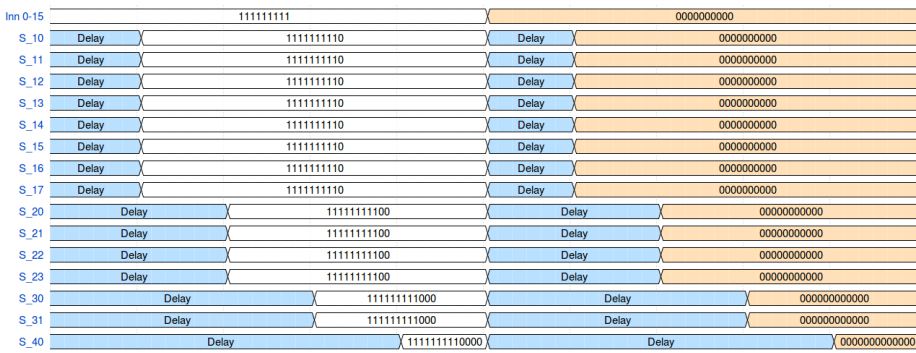 Inn 0-15 111111111 0000000000
S_10 Delay 1111111110 Delay 0000000000
S_11 Delay 1111111110 Delay 0000000000
S_12 Delay 1111111110 Delay 0000000000
S_13 Delay 1111111110 Delay 0000000000
S_14 Delay 1111111110 Delay 0000000000
S_15 Delay 1111111110 Delay 0000000000
S_16 Delay 1111111110 Delay 0000000000
S_17 Delay 1111111110 Delay 0000000000
S_20 Delay 11111111100 Delay 00000000000
S_21 Delay 11111111100 Delay 00000000000
S_22 Delay 11111111100 Delay 00000000000
S_23 Delay 11111111100 Delay 00000000000
S_30 Delay 111111111000 Delay 000000000000
S_31 Delay 111111111000 Delay 000000000000
S_40 Delay 1111111110000 Delay 0000000000000